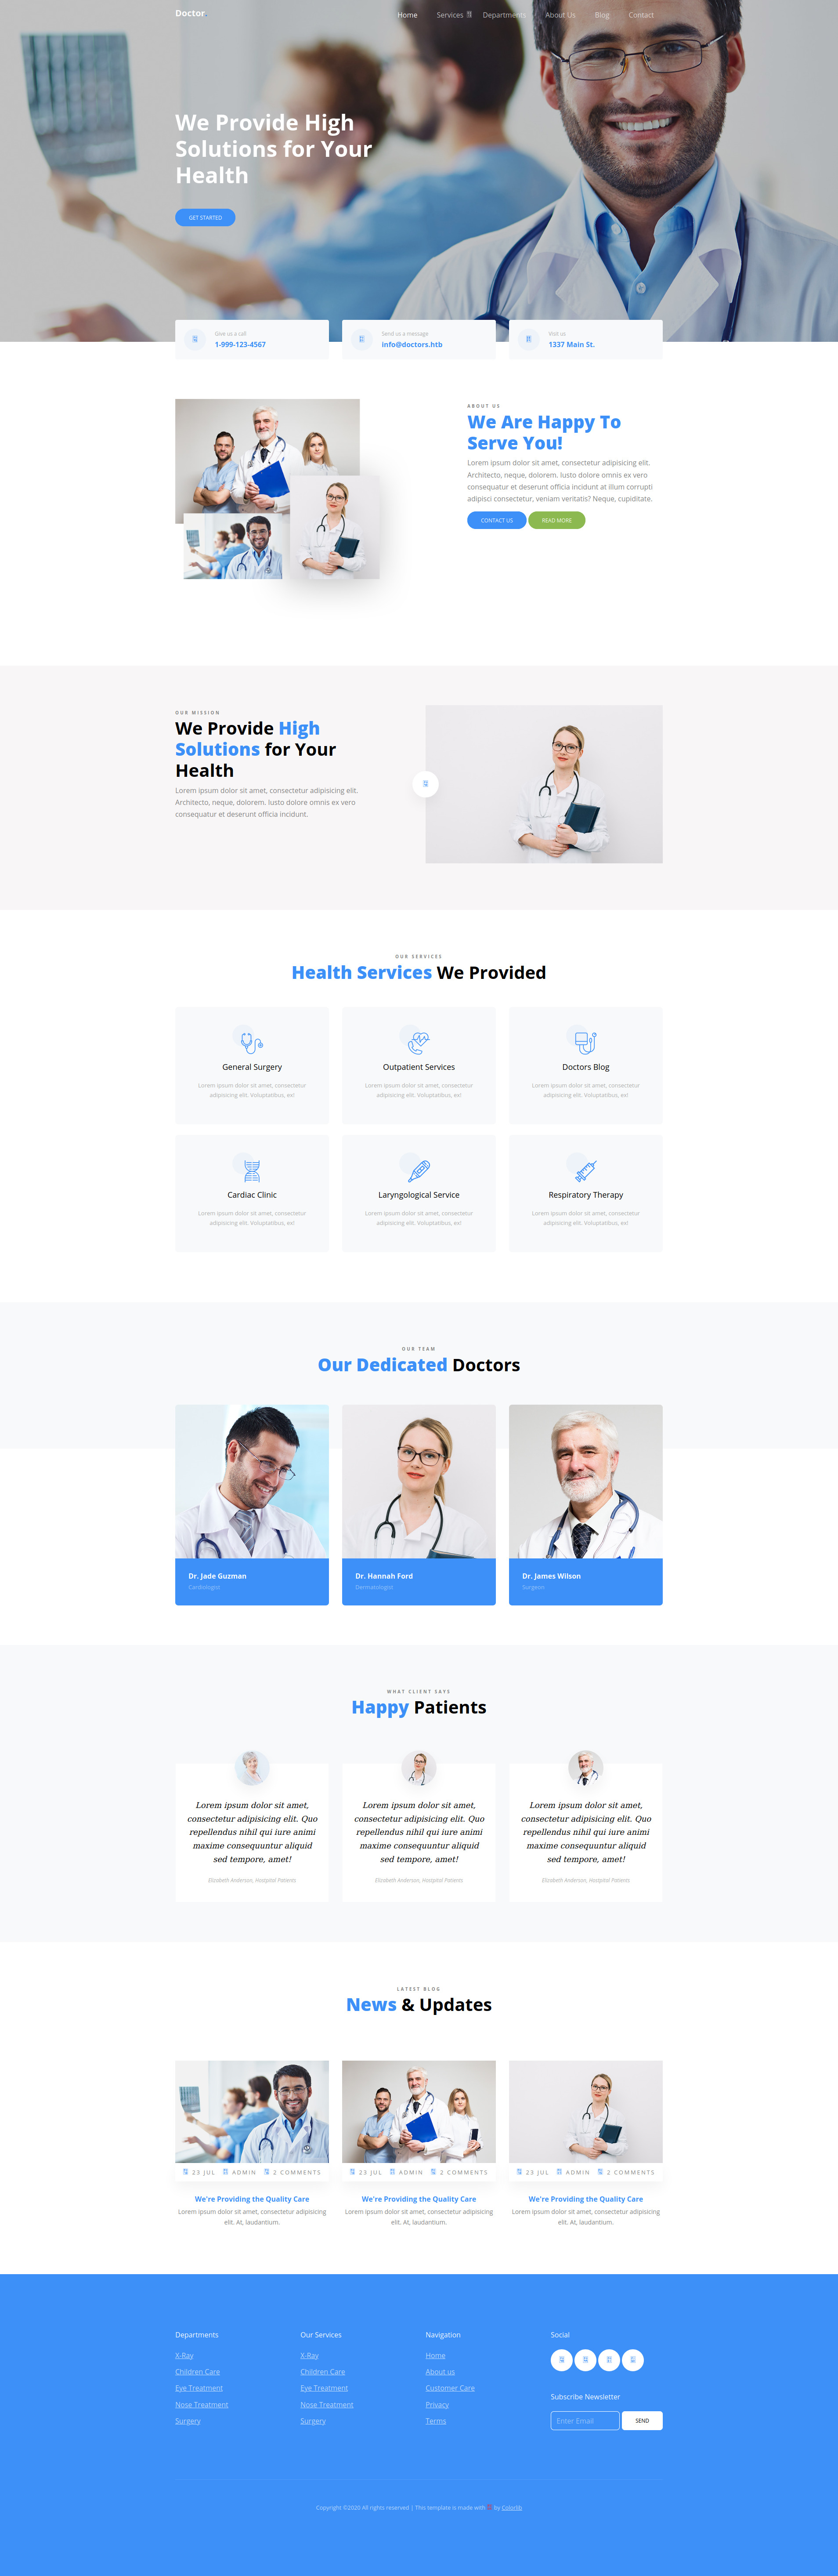 Doctor.
Home Services Departments About Us Blog Contact
We Provide High
Solutions for Your
Health
GET STARTED
Give us a call
1-999-123-4567
Send us a message
info@doctors.htb
Visit us
1337 Main St.
ABOUT US
We Are Happy To
Serve You!
Lorem ipsum dolor sit amet, consectetur adipisicing elit.
Architecto, neque, dolorem. Iusto dolore omnis ex vero
consequatur et deserunt officia incidunt at illum corrupti
adipisci consectetur, veniam veritatis? Neque, cupiditate.
CONTACT US READ MORE
OUR MISSION
We Provide High
Solutions for Your
Health
Lorem ipsum dolor sit amet, consectetur adipisicing elit.
Architecto, neque, dolorem. Iusto dolore omnis ex vero
consequatur et deserunt officia incidunt.
OUR SERVICES
Health Services We Provided
General Surgery
Lorem ipsum dolor sit amet, consectetur
adipisicing elit. Voluptatibus, ex!
Outpatient Services
Lorem ipsum dolor sit amet, consectetur
adipisicing elit. Voluptatibus, ex!
Doctors Blog
Lorem ipsum dolor sit amet, consectetur
adipisicing elit. Voluptatibus, ex!
Cardiac Clinic
Lorem ipsum dolor sit amet, consectetur
adipisicing elit. Voluptatibus, ex!
Laryngological Service
Lorem ipsum dolor sit amet, consectetur
adipisicing elit. Voluptatibus, ex!
Respiratory Therapy
Lorem ipsum dolor sit amet, consectetur
adipisicing elit. Voluptatibus, ex!
OUR TEAM
Our Dedicated Doctors
Dr. Jade Guzman
Cardiologist
Dr. Hannah Ford
Dermatologist
Dr. James Wilson
Surgeon
WHAT CLIENT SAYS
Happy Patients
Lorem ipsum dolor sit amet,
consectetur adipisicing elit. Quo
repellendus nihil qui iure animi
maxime consequuntur aliquid
sed tempore, amet!
Elizabeth Anderson, Hostpital Patients
Lorem ipsum dolor sit amet,
consectetur adipisicing elit. Quo
repellendus nihil qui iure animi
maxime consequuntur aliquid
sed tempore, amet!
Elizabeth Anderson, Hostpital Patients
Lorem ipsum dolor sit amet,
consectetur adipisicing elit. Quo
repellendus nihil qui iure animi
maxime consequuntur aliquid
sed tempore, amet!
Elizabeth Anderson, Hostpital Patients
LATEST BLOG
News & Updates
23 JUL ADMIN 2 COMMENTS
We're Providing the Quality Care
Lorem ipsum dolor sit amet, consectetur adipisicing
elit. At, laudantium.
23 JUL ADMIN 2 COMMENTS
We're Providing the Quality Care
Lorem ipsum dolor sit amet, consectetur adipisicing
elit. At, laudantium.
23 JUL ADMIN 2 COMMENTS
We're Providing the Quality Care
Lorem ipsum dolor sit amet, consectetur adipisicing
elit. At, laudantium.
Departments
X-Ray
Children Care
Eye Treatment
Nose Treatment
Surgery
Our Services
X-Ray
Children Care
Eye Treatment
Nose Treatment
Surgery
Navigation
Home
About us
Customer Care
Privacy
Terms
Social
Subscribe Newsletter
Enter Email SEND
Copyright ©2020 All rights reserved | This template is made with by Colorlib